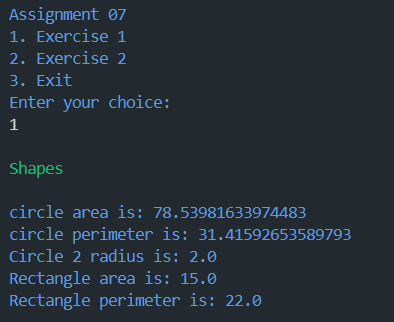 Assignment 07
1. Exercise 1
2. Exercise 2
3. Exit
Enter your choice:
1
Shapes
circle area is: 78.53981633974483
circle perimeter is: 31.41592653589793
Circle 2 radius is: 2.0
Rectangle area is: 15.0
Rectangle perimeter is: 22.0